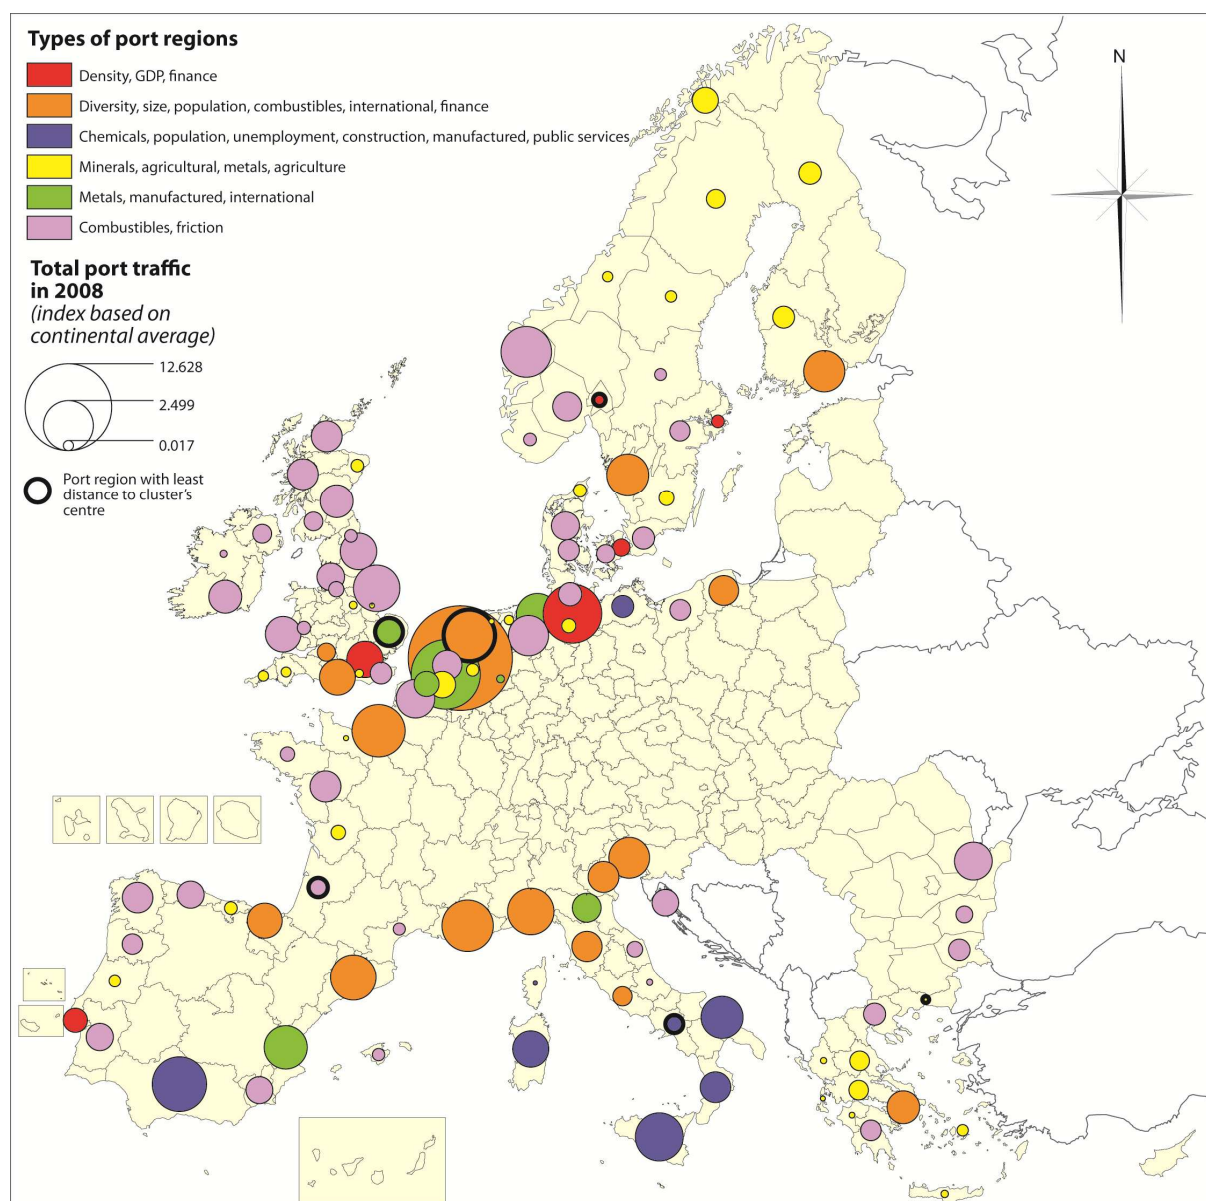 Types of port regions
Density, GDP, finance
Diversity, size, population, combustibles, international, finance
Chemicals, population, unemployment, construction, manufactured, public services
Minerals, agricultural, metals, agriculture
Metals, manufactured, international
Combustibles, friction
Total port traffic
in 2008
(index based on
continental average)
12.628
2.499
0.017
Port region with least
distance to cluster's
centre
N